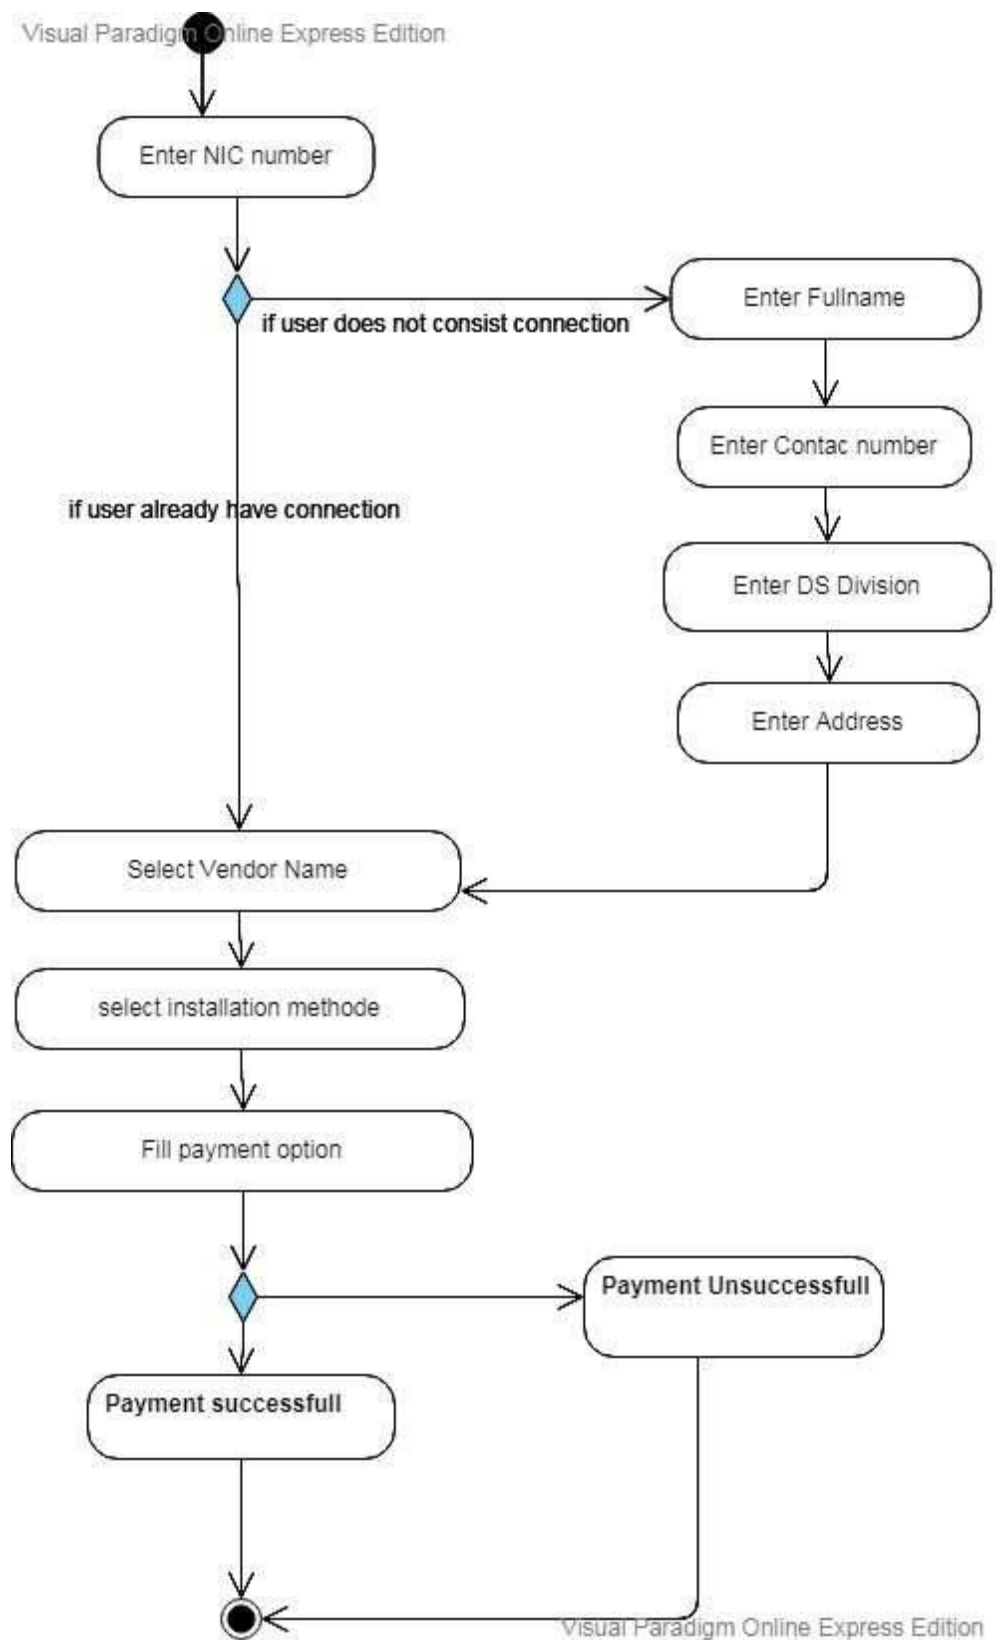 Visual Paradigm Online Express Edition
Enter NIC number
Enter Fullname
if user does not consist connection
Enter Contac number
if user already have connection
Enter DS Division
Enter Address
Select Vendor Name
select installation methode
Fill payment option
Payment Unsuccessfull
Payment successfull
Visual Paradigm Online Express Edition